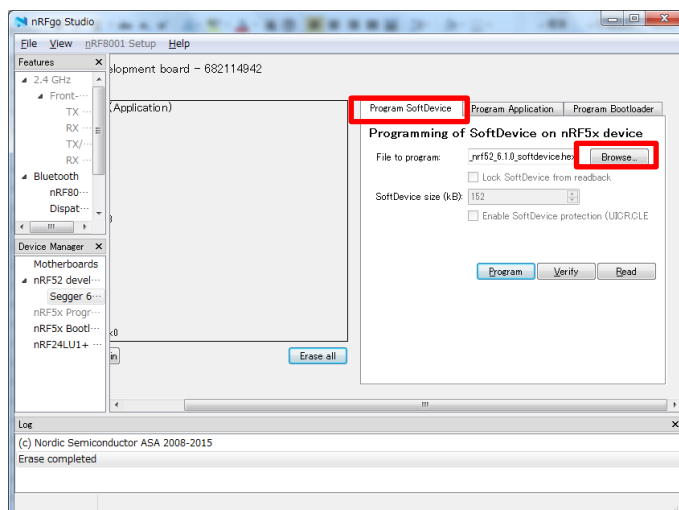 nRFgo Studio
File View nRF8001 Setup Help
Features X
2.4 GHz
Front-···
TX ···
RX ···
TX/···
RX ···
Bluetooth
nRF80···
Dispat···
Device Manager X
Motherboards
nRF52 devel···
Segger 6···
nRF5x Progr···
nRF5x Bootl···
nRF24LU1+ ···
elopment board - 682114942
(Application)
Erase all
Program SoftDevice Program Application Program Bootloader
Programming of SoftDevice on nRF5x device
File to program: _nrf52_6.1.0_softdevice.hex Browse...
Lock SoftDevice from readback
SoftDevice size (kB): 152
Enable SoftDevice protection (UICR.CLE
Program Verify Read
Log X
(c) Nordic Semiconductor ASA 2008-2015
Erase completed